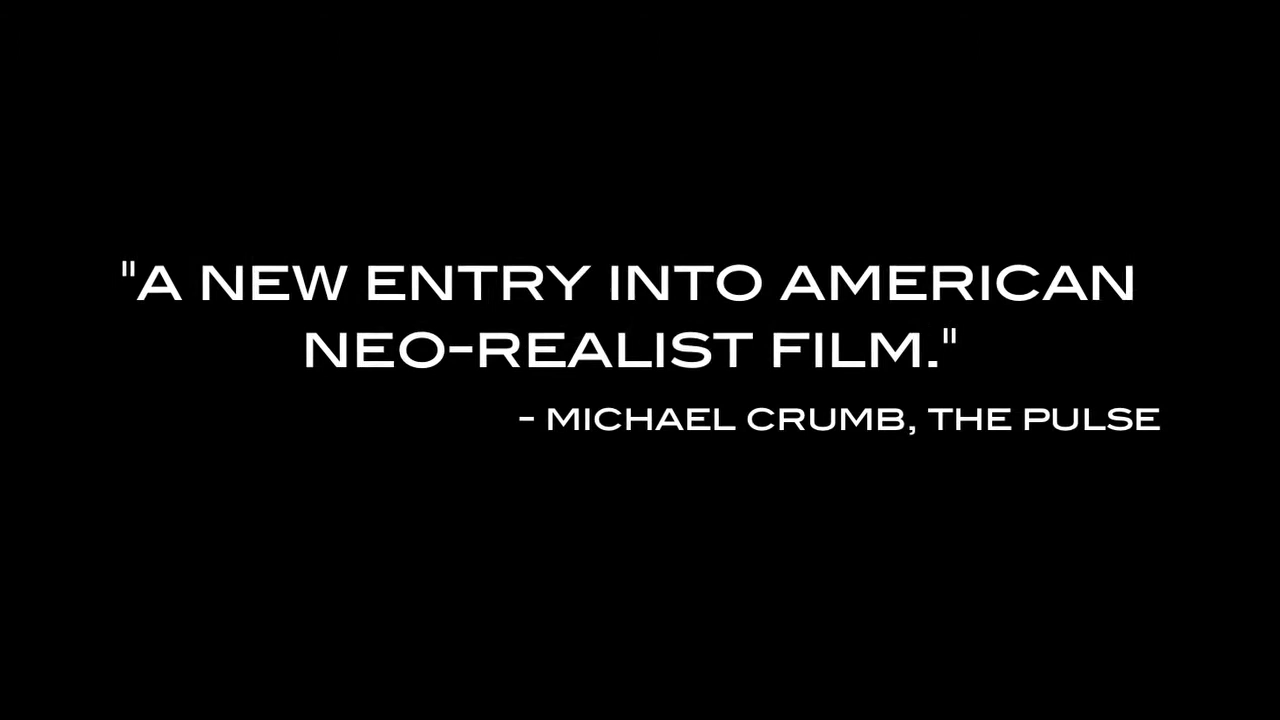 "A NEW ENTRY INTO AMERICAN
NEO-REALIST FILM."
- MICHAEL CRUMB, THE PULSE